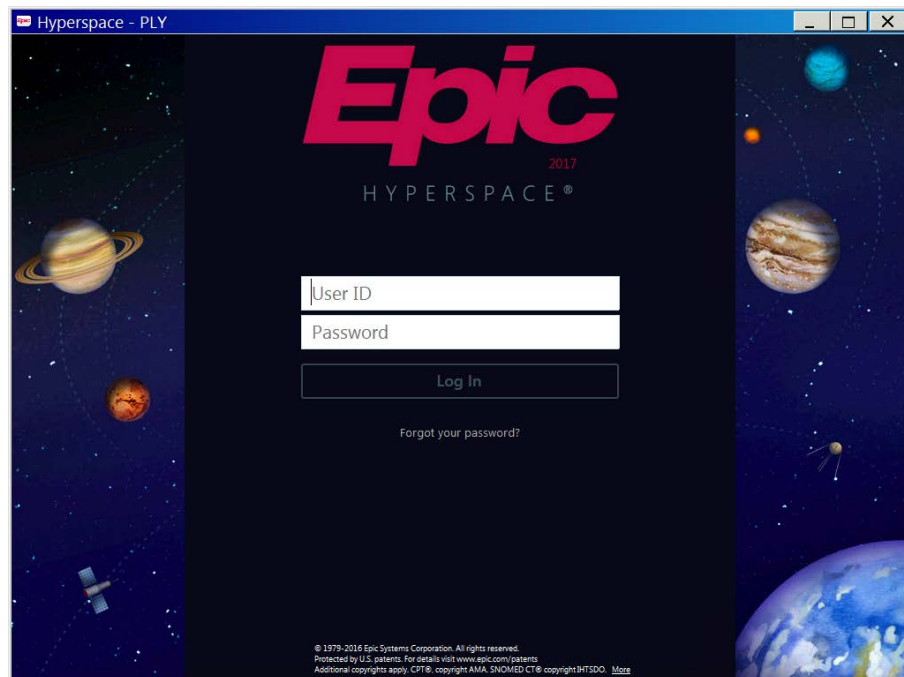 Hyperspace - PLY
Epic
2017
HYPERSPACE®
User ID
Password
Log In
Forgot your password?
© 1979-2016 Epic Systems Corporation. All rights reserved.
Protected by U.S. patents. For details visit www.epic.com/patents
Additional copyrights apply. CPT®, copyright AMA. SNOMED CT® copyright IHTSDO. More